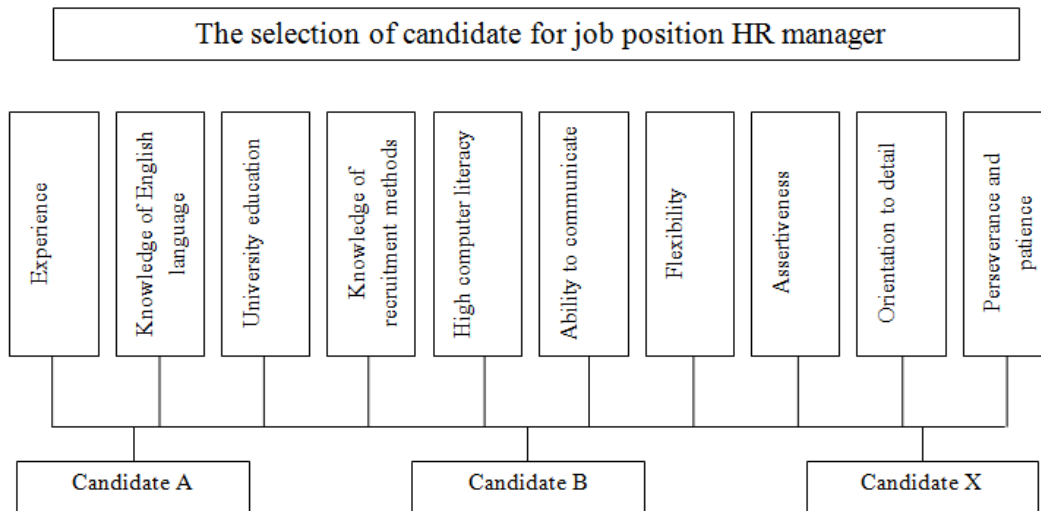 The selection of candidate for job position HR manager
Experience
Knowledge of English
language
University education
Knowledge of
recruitment methods
High computer literacy
Ability to communicate
Flexibility
Assertiveness
Orientation to detail
Perseverance and
patience
Candidate A
Candidate B
Candidate X